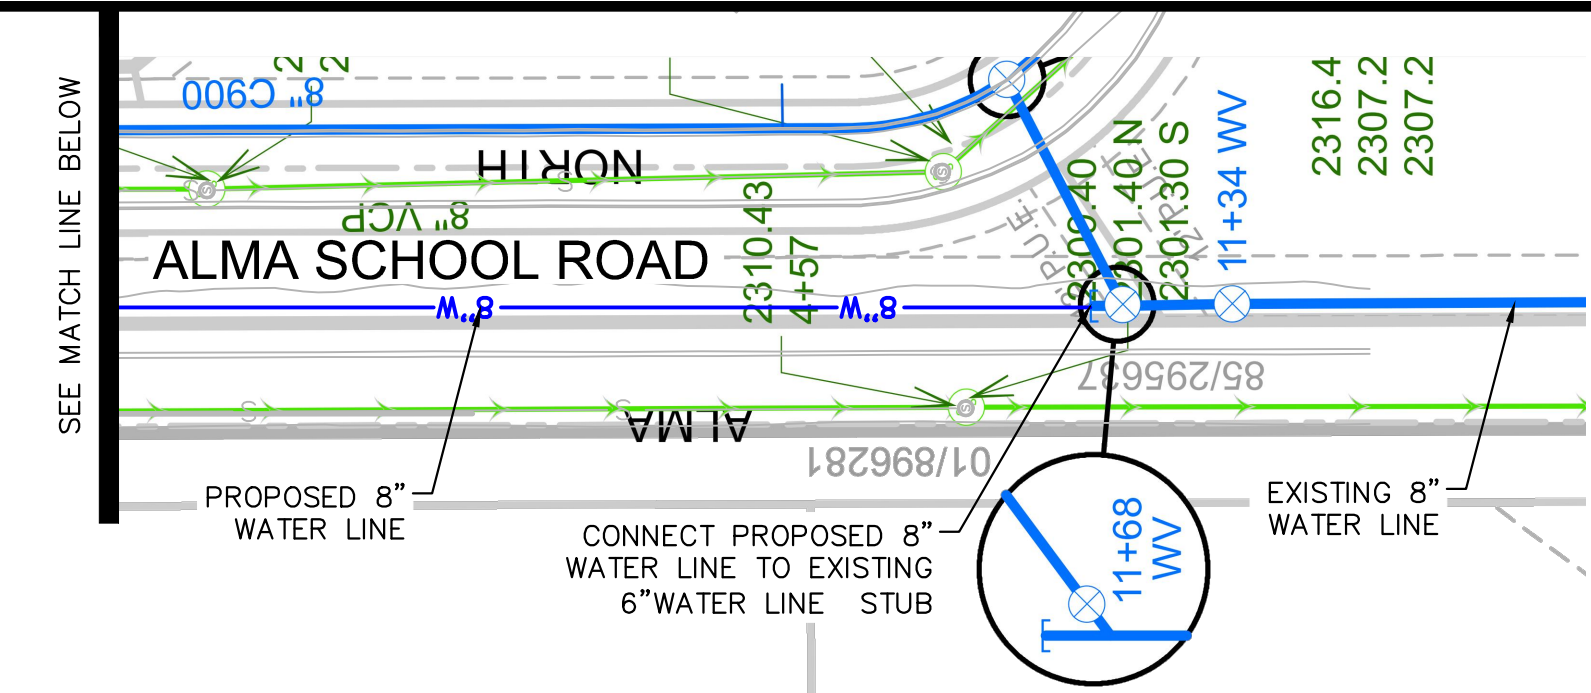 SEE MATCH LINE BELOW
8" C900
NORTH
8" VCP
ALMA SCHOOL ROAD
2310.43
4+57
2301.40 N
2301.30 S
11+34 WV
2316.4
2307.2
2307.2
12' P.U.E.
8"W
8"W
85/295637
ALMA
01/896281
PROPOSED 8”
WATER LINE
CONNECT PROPOSED 8”
WATER LINE TO EXISTING
6”WATER LINE STUB
11+68
WV
EXISTING 8”
WATER LINE